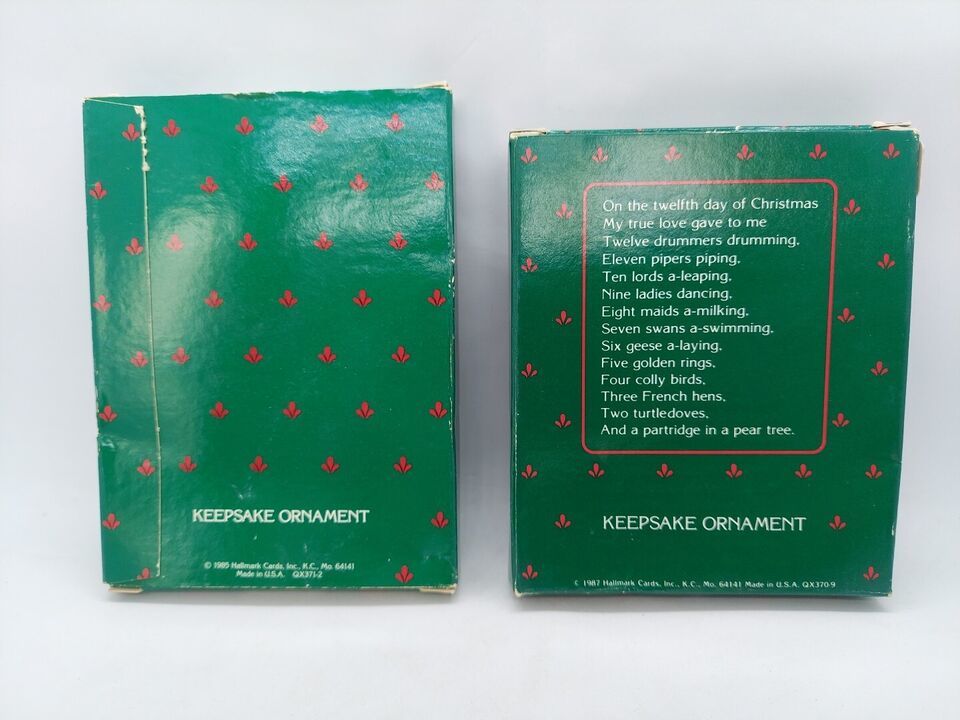 KEEPSAKE ORNAMENT
© 1985 Hallmark Cards, Inc., K.C., Mo. 64141
Made in U.S.A. QX371-2
On the twelfth day of Christmas
My true love gave to me
Twelve drummers drumming,
Eleven pipers piping,
Ten lords a-leaping,
Nine ladies dancing,
Eight maids a-milking,
Seven swans a-swimming,
Six geese a-laying,
Five golden rings,
Four colly birds,
Three French hens,
Two turtledoves,
And a partridge in a pear tree.
KEEPSAKE ORNAMENT
© 1987 Hallmark Cards, Inc., K.C., Mo. 64141 Made in U.S.A. QX370-9